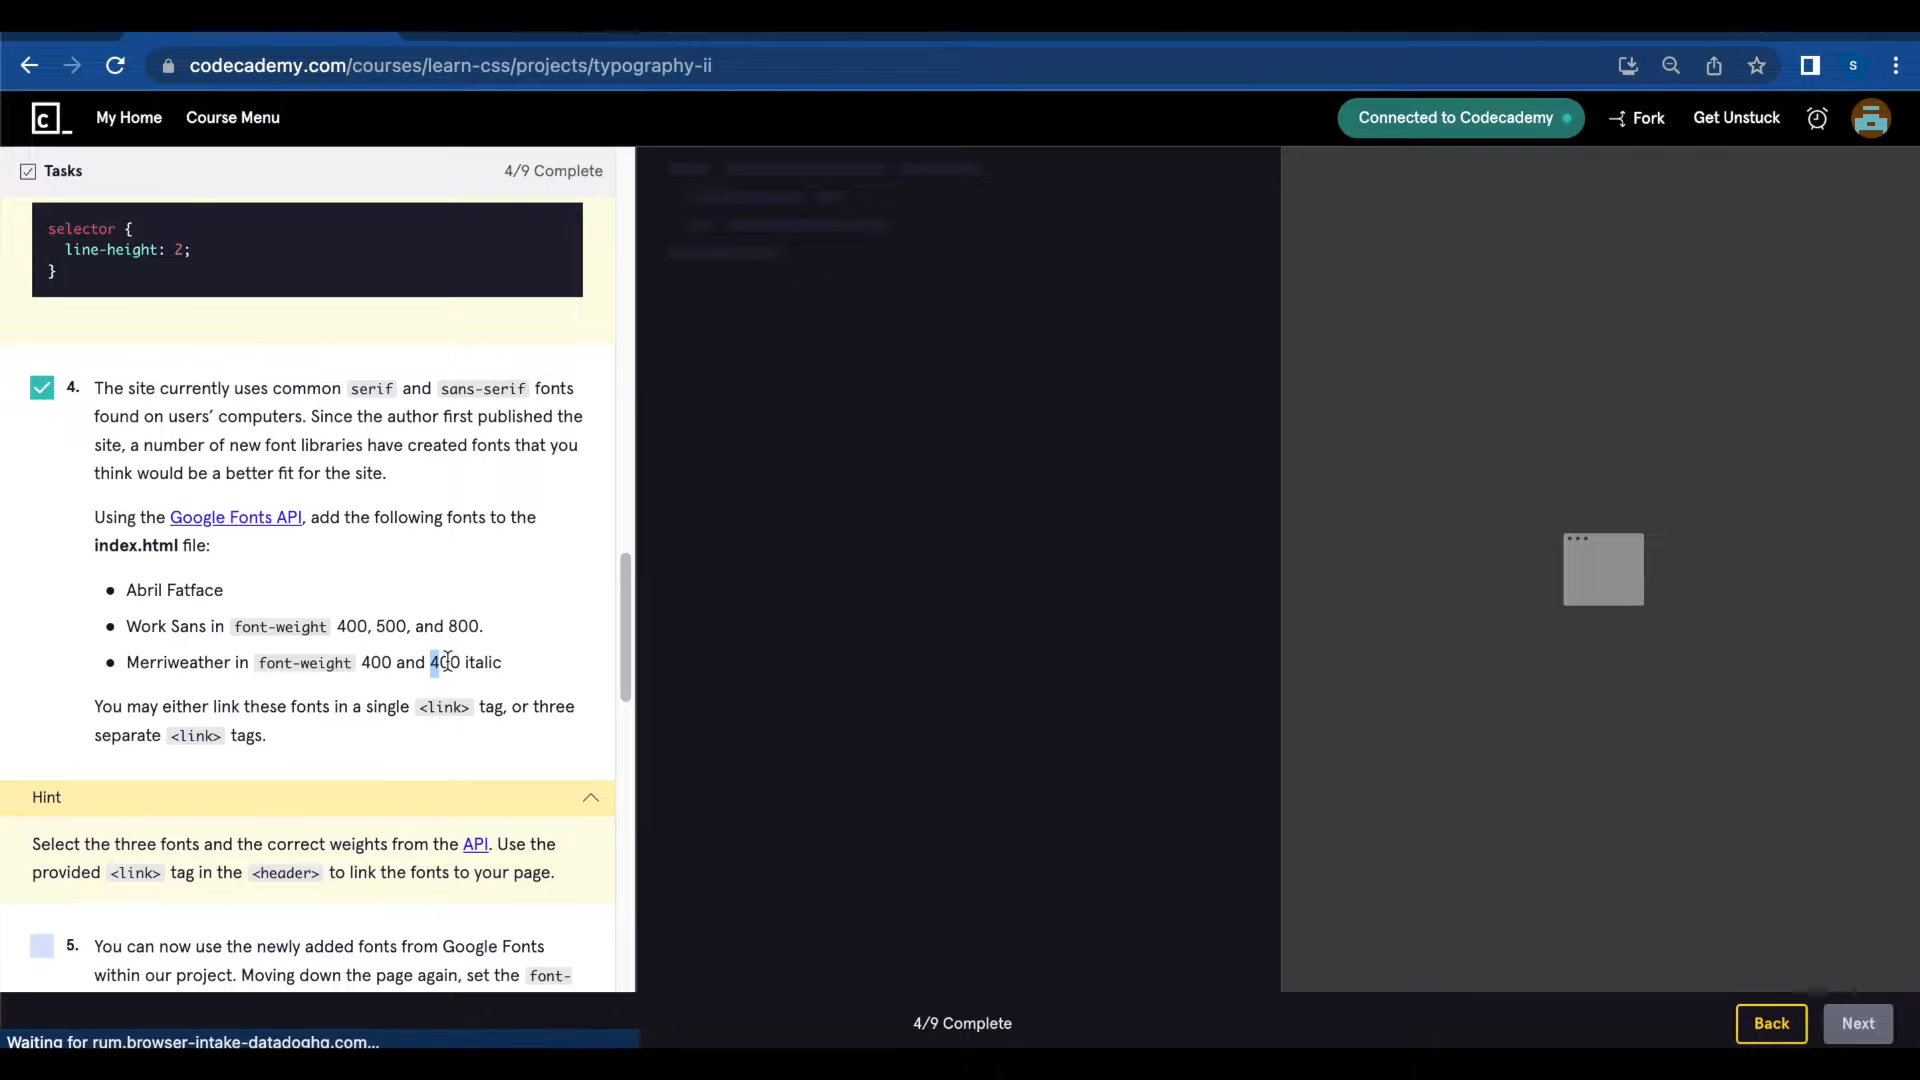 codecademy.com/courses/learn-css/projects/typography-ii
s
c_
My Home
Course Menu
Connected to Codecademy
Fork
Get Unstuck
Tasks
4/9 Complete
selector {
line-height: 2;
}
4. The site currently uses common serif and sans-serif fonts
found on users’ computers. Since the author first published the
site, a number of new font libraries have created fonts that you
think would be a better fit for the site.
Using the Google Fonts API, add the following fonts to the
index.html file:
● Abril Fatface
● Work Sans in font-weight 400, 500, and 800.
● Merriweather in font-weight 400 and 400 italic
You may either link these fonts in a single <link> tag, or three
separate <link> tags.
Hint
Select the three fonts and the correct weights from the API. Use the
provided <link> tag in the <header> to link the fonts to your page.
5. You can now use the newly added fonts from Google Fonts
within our project. Moving down the page again, set the font-
4/9 Complete
Back
Next
Waiting for rum.browser-intake-datadoghq.com...